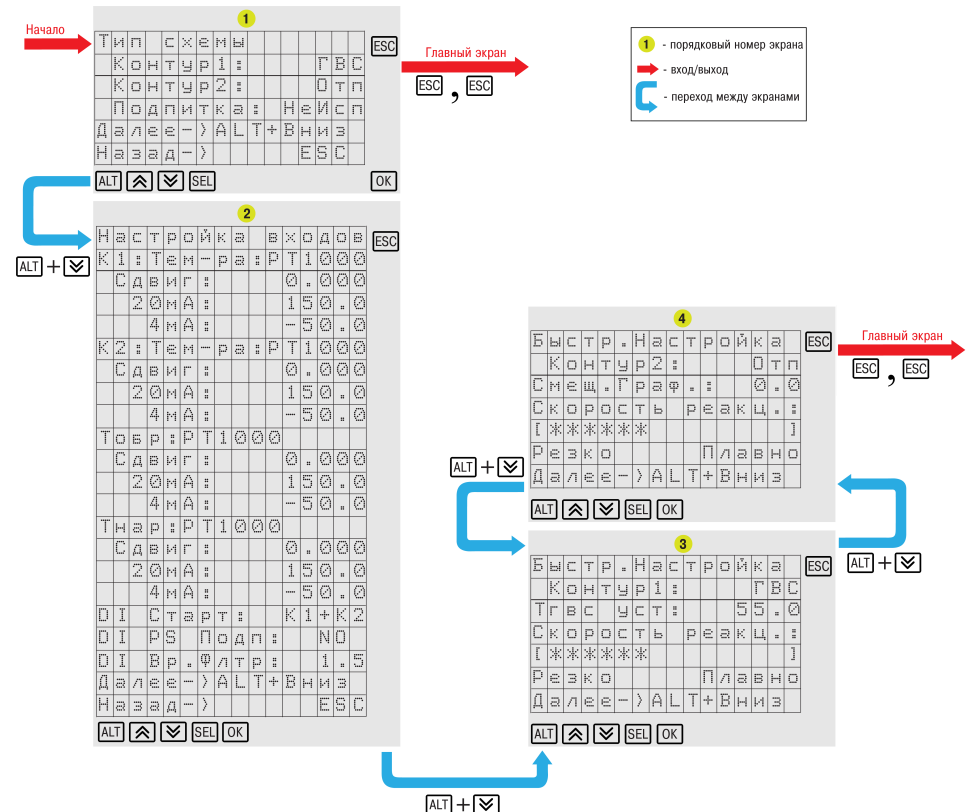 Начало
1
Тип схемы
ESC
Контур1: ГВС
Контур2: Отп
Подпитка: НеИсп
Далее->ALT+Вниз
Назад-> ESC
ALT SEL OK
Главный экран
ESC , ESC
1 - порядковый номер экрана
- вход/выход
- переход между экранами
ALT +
2
Настройка входов
ESC
К1:Тем-ра:PT1000
Сдвиг: 0.000
20мА: 150.0
4мА: -50.0
К2:Тем-ра:PT1000
Сдвиг: 0.000
20мА: 150.0
4мА: -50.0
Тобр:PT1000
Сдвиг: 0.000
20мА: 150.0
4мА: -50.0
Тнар:PT1000
Сдвиг: 0.000
20мА: 150.0
4мА: -50.0
DI Старт: К1+К2
DI PS Подп: NO
DI Вр.Флтр: 1.5
Далее->ALT+Вниз
Назад-> ESC
ALT SEL OK
ALT +
4
Быстр.Настройка
ESC
Контур2: Отп
Смещ.Граф.: 0.0
Скорость реакц.:
[****** ]
Резко Плавно
Далее->ALT+Вниз
ALT SEL OK
Главный экран
ESC , ESC
ALT +
3
Быстр.Настройка
ESC
Контур1: ГВС
Тгвс уст: 55.0
Скорость реакц.:
[****** ]
Резко Плавно
Далее->ALT+Вниз
ALT SEL OK
ALT +